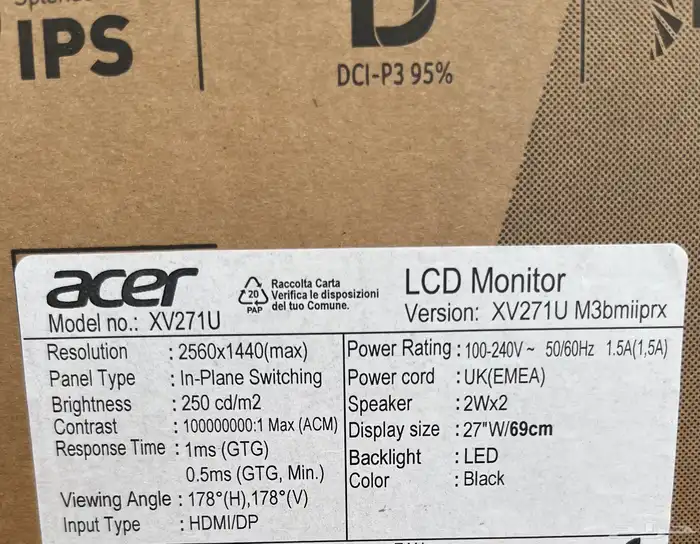 IPS
DCI-P3 95%
acer
Raccolta Carta
Verifica le disposizioni
del tuo Comune.
20
PAP
LCD Monitor
Model no.: XV271U
Version: XV271U M3bmiiprx
Resolution : 2560x1440(max)
Panel Type : In-Plane Switching
Brightness : 250 cd/m2
Contrast : 100000000:1 Max (ACM)
Response Time : 1ms (GTG)
0.5ms (GTG, Min.)
Viewing Angle : 178°(H),178°(V)
Input Type : HDMI/DP
Power Rating : 100-240V~ 50/60Hz 1.5A(1,5A)
Power cord : UK(EMEA)
Speaker : 2Wx2
Display size : 27"W/69cm
Backlight : LED
Color : Black